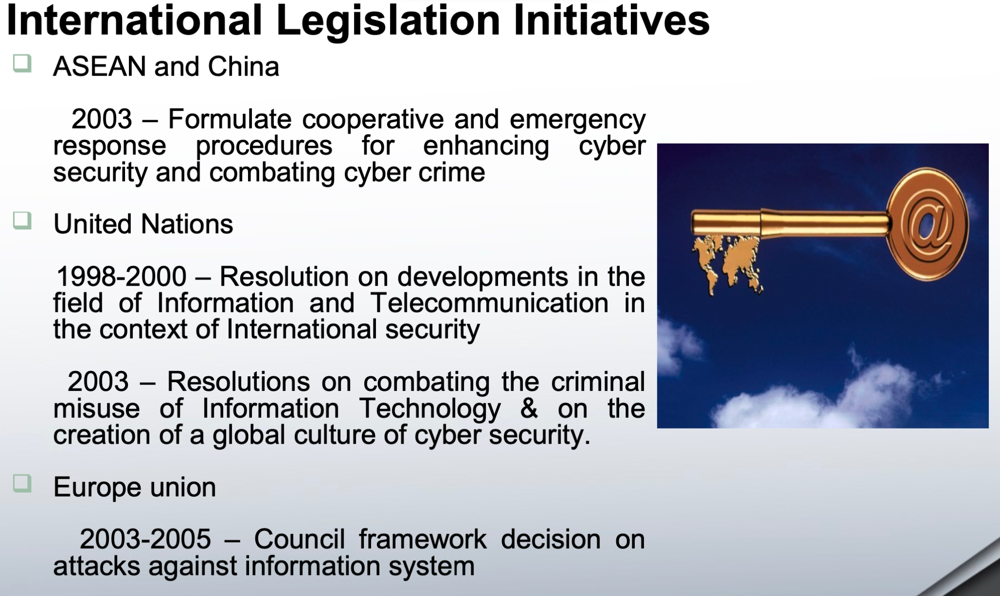 International Legislation Initiatives
ASEAN and China
2003 – Formulate cooperative and emergency
response procedures for enhancing cyber
security and combating cyber crime
United Nations
1998-2000 – Resolution on developments in the
field of Information and Telecommunication in
the context of International security
2003 – Resolutions on combating the criminal
misuse of Information Technology & on the
creation of a global culture of cyber security.
Europe union
2003-2005 – Council framework decision on
attacks against information system
@